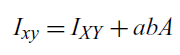 Ixy = IXY + abA